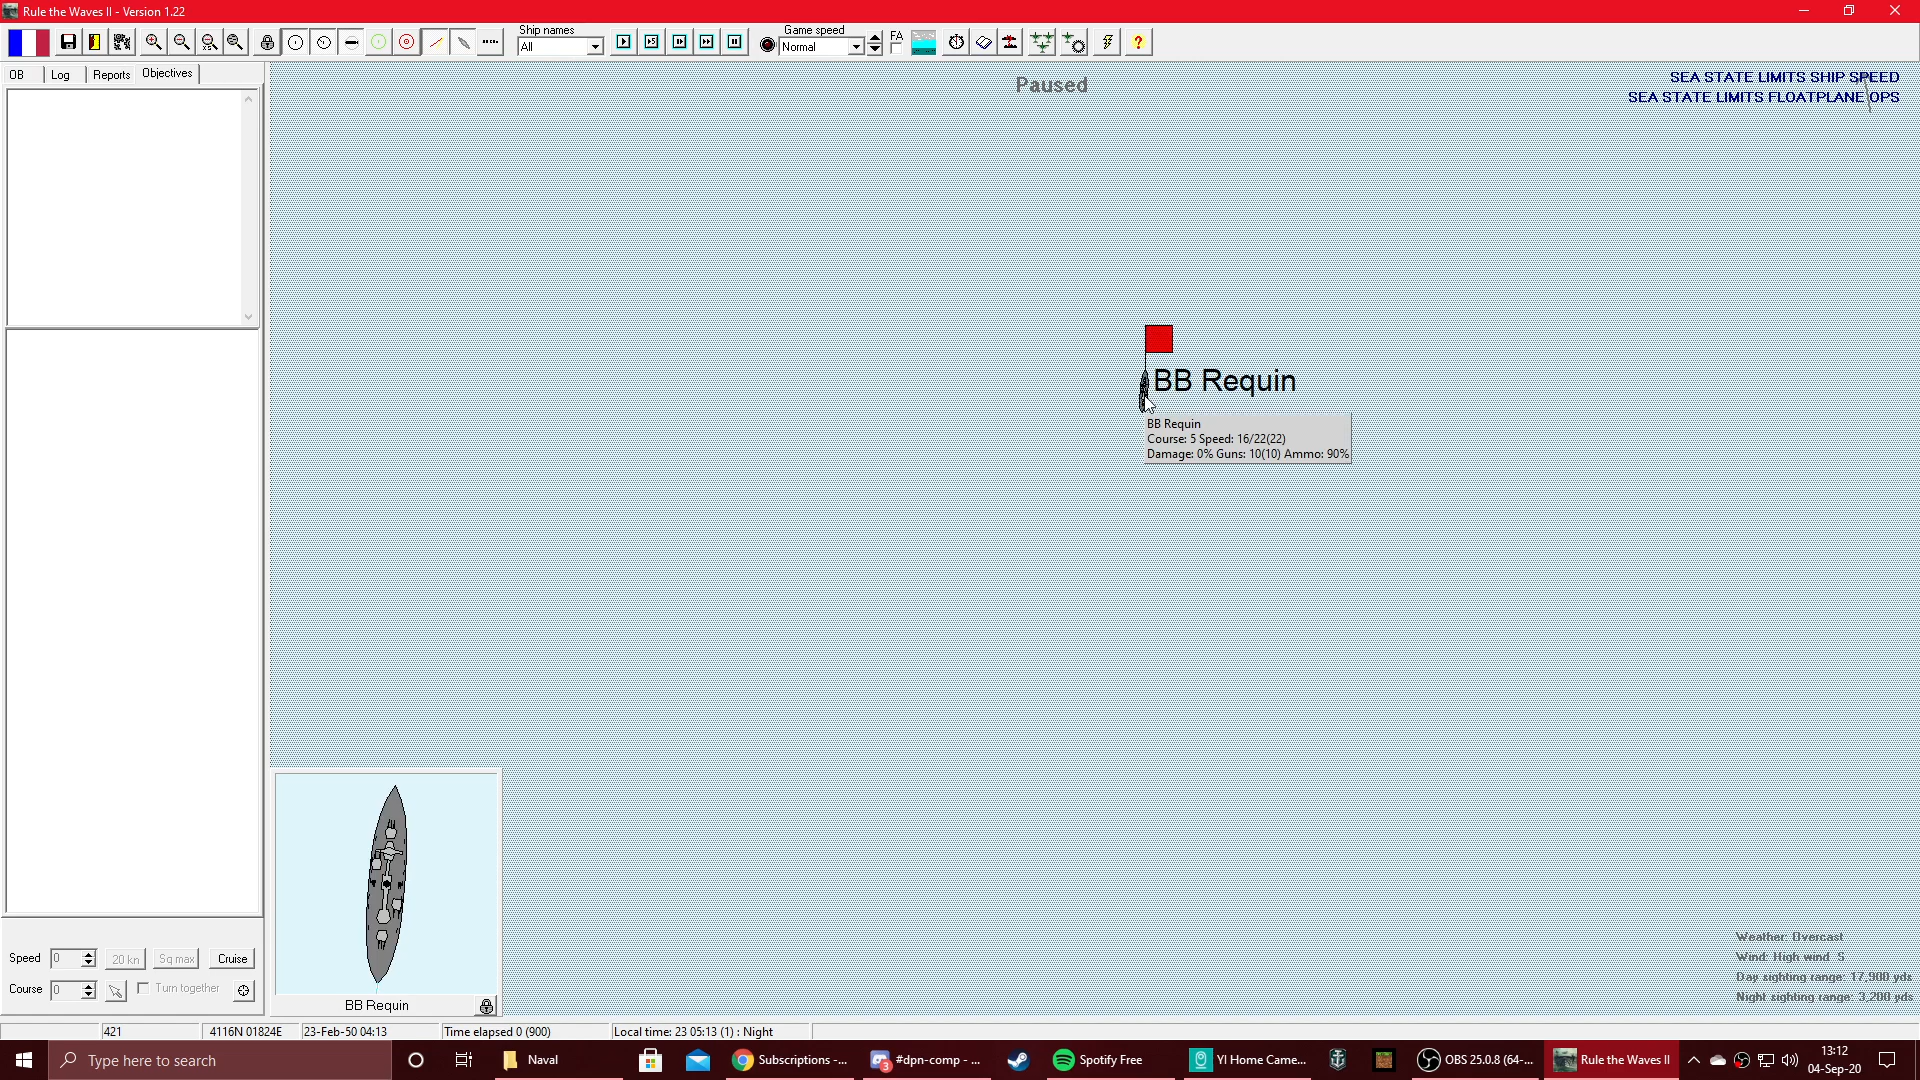 Rule the Waves II - Version 1.22
Ship names
All
Game speed
Normal
FA
OB
Log
Reports
Objectives
Paused
SEA STATE LIMITS SHIP SPEED
SEA STATE LIMITS FLOATPLANE OPS
BB Requin
BB Requin
Course: 5 Speed: 16/22(22)
Damage: 0% Guns: 10(10) Ammo: 90%
Weather: Overcast
Wind: High wind S
Day sighting range: 17,900 yds
Night sighting range: 3,200 yds
Speed 0 20 kn Sq max Cruise
Course 0 Turn together
BB Requin
421 4116N 01824E 23-Feb-50 04:13 Time elapsed 0 (900) Local time: 23 05:13 (1) : Night
Type here to search
Naval
Subscriptions -...
3
#dpn-comp - ...
Spotify Free
YI Home Came...
OBS 25.0.8 (64-...
Rule the Waves II
13:12
04-Sep-20